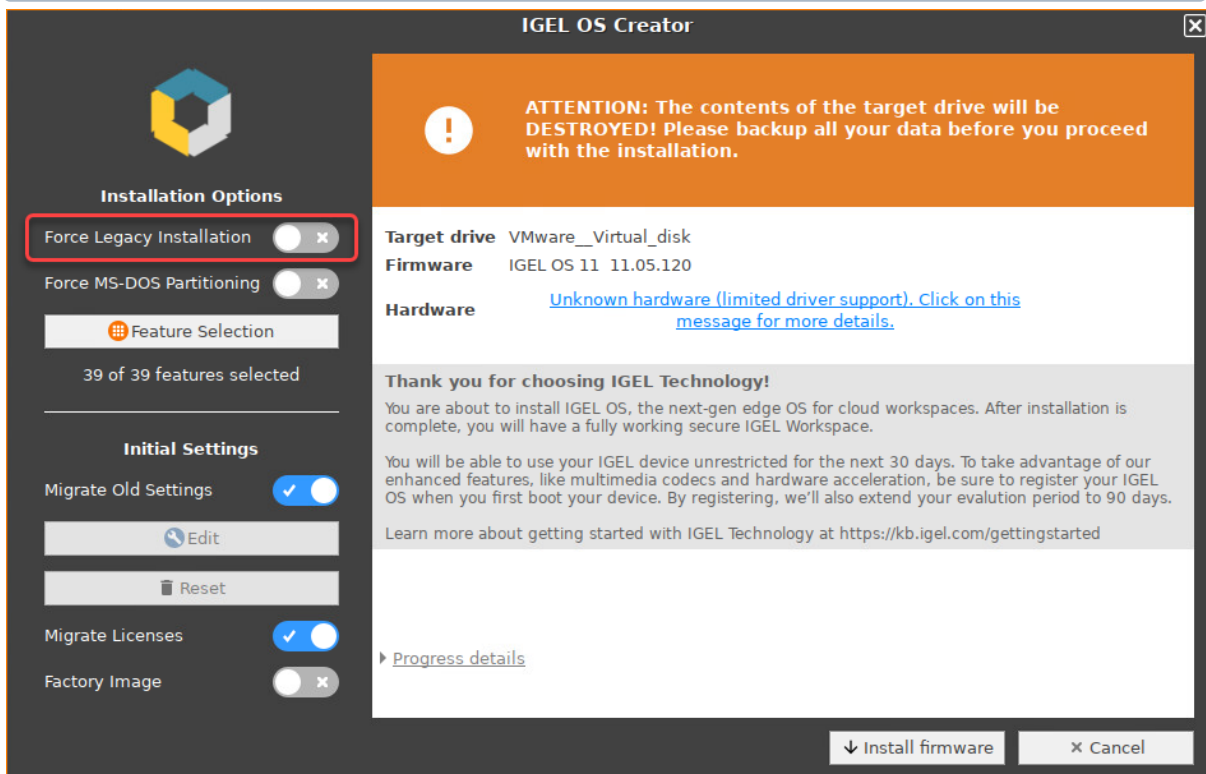 IGEL OS Creator
Installation Options
Force Legacy Installation
Force MS-DOS Partitioning
Feature Selection
39 of 39 features selected
Initial Settings
Migrate Old Settings
Edit
Reset
Migrate Licenses
Factory Image
ATTENTION: The contents of the target drive will be
DESTROYED! Please backup all your data before you proceed
with the installation.
Target drive VMware__Virtual_disk
Firmware IGEL OS 11 11.05.120
Hardware Unknown hardware (limited driver support). Click on this
message for more details.
Thank you for choosing IGEL Technology!
You are about to install IGEL OS, the next-gen edge OS for cloud workspaces. After installation is
complete, you will have a fully working secure IGEL Workspace.
You will be able to use your IGEL device unrestricted for the next 30 days. To take advantage of our
enhanced features, like multimedia codecs and hardware acceleration, be sure to register your IGEL
OS when you first boot your device. By registering, we'll also extend your evalution period to 90 days.
Learn more about getting started with IGEL Technology at https://kb.igel.com/gettingstarted
Progress details
Install firmware
Cancel